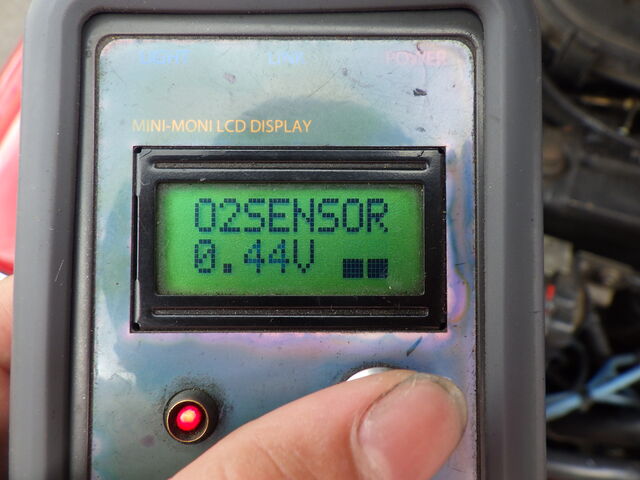 LIGHT LINK POWER
MINI-MONI LCD DISPLAY
O2SENSOR
0.44V